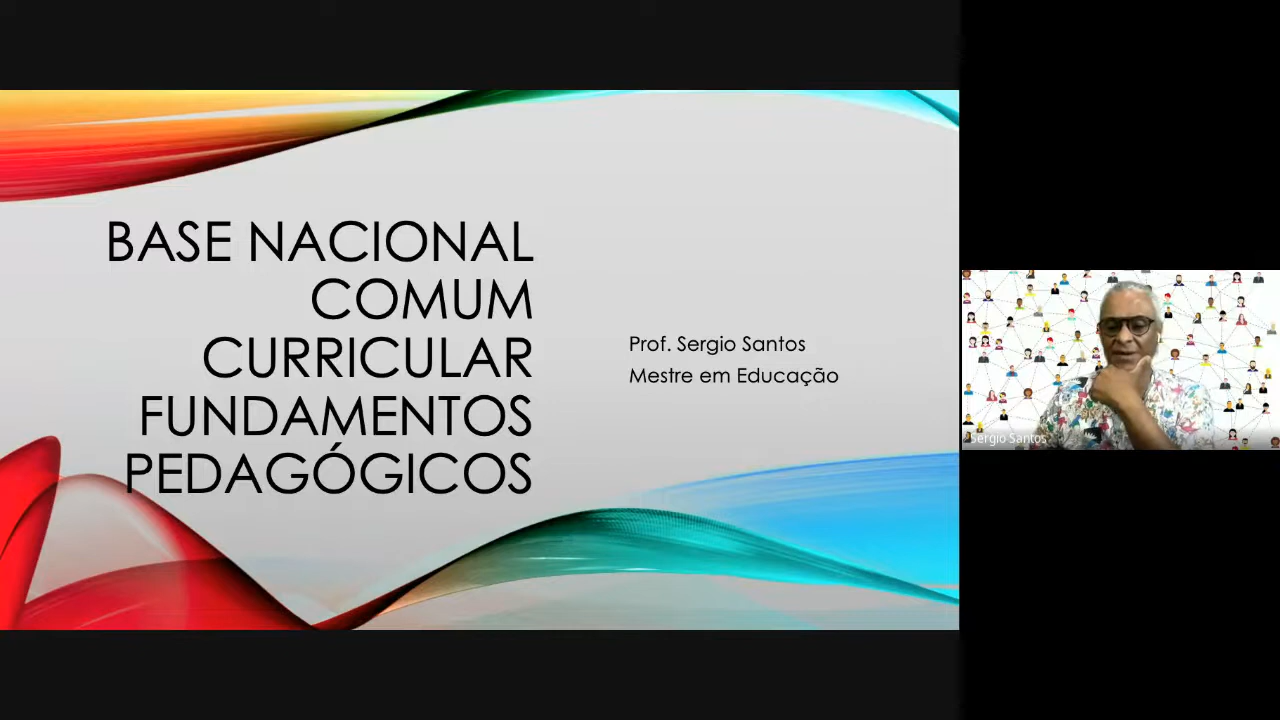 BASE NACIONAL
COMUM
CURRICULAR
FUNDAMENTOS
PEDAGÓGICOS
Prof. Sergio Santos
Mestre em Educação
Sergio Santos